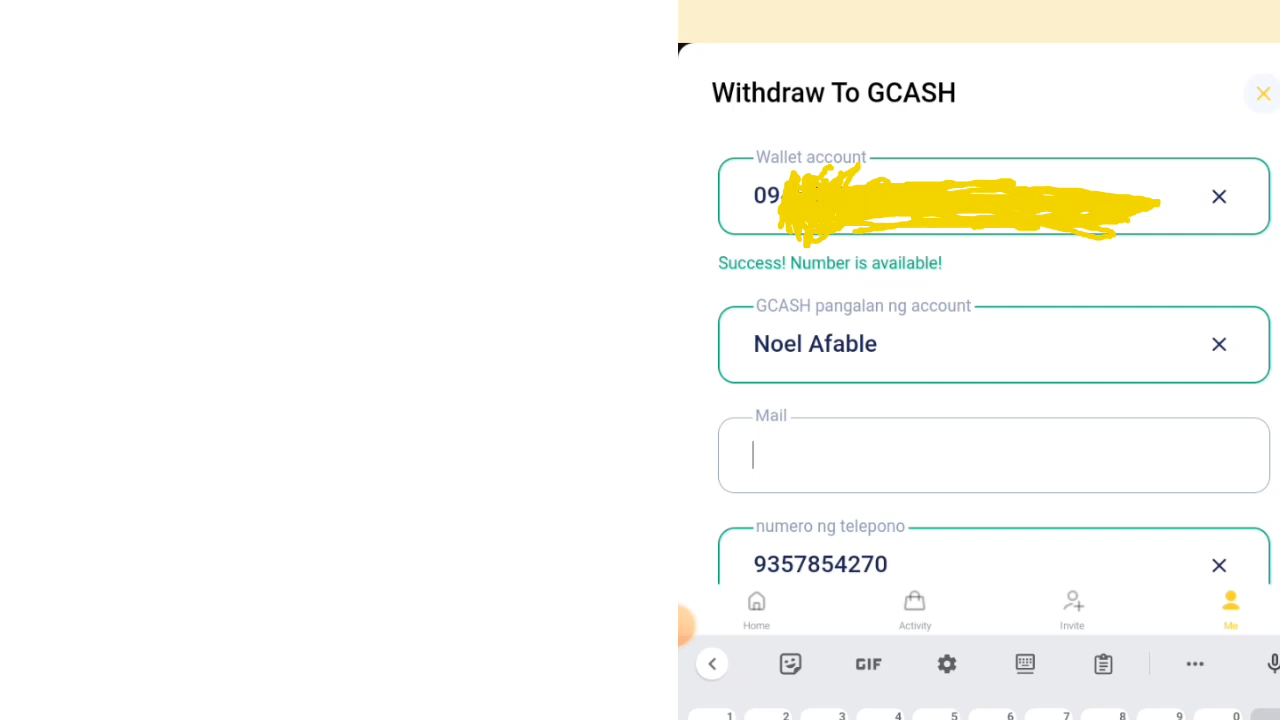 Withdraw To GCASH
Wallet account
09
Success! Number is available!
GCASH pangalan ng account
Noel Afable
Mail
numero ng telepono
9357854270
Home Activity Invite Me
GIF
1 2 3 4 5 6 7 8 9 0